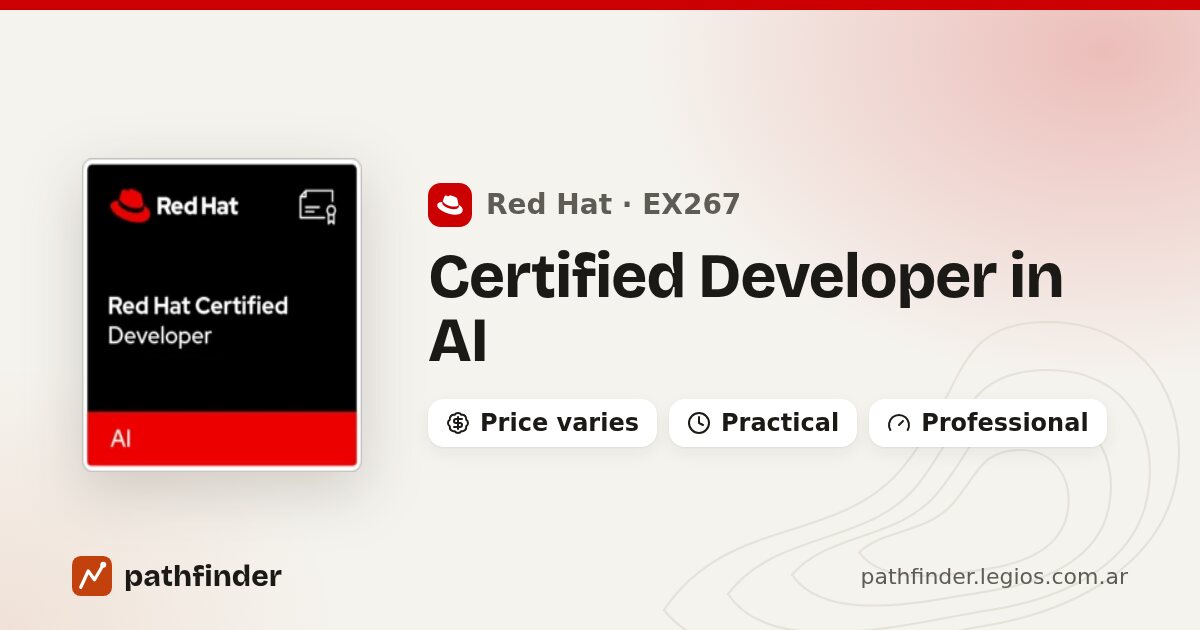 Red Hat
Red Hat Certified
Developer
AI
Red Hat · EX267
Certified Developer in
AI
Price varies
Practical
Professional
pathfinder
pathfinder.legios.com.ar